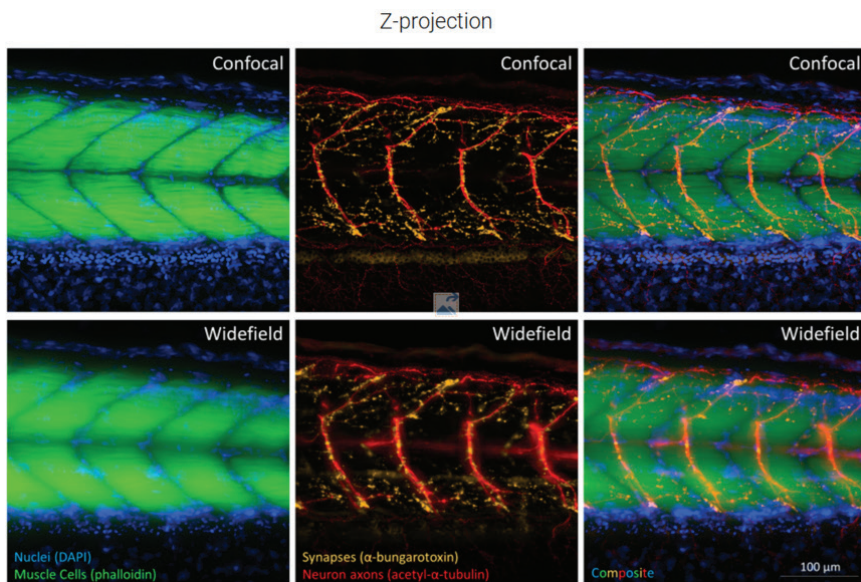 Z-projection
Confocal
Confocal
Confocal
Widefield
Widefield
Widefield
Nuclei (DAPI)
Muscle Cells (phalloidin)
Synapses (α-bungarotoxin)
Neuron axons (acetyl-α-tubulin)
Composite
100 μm